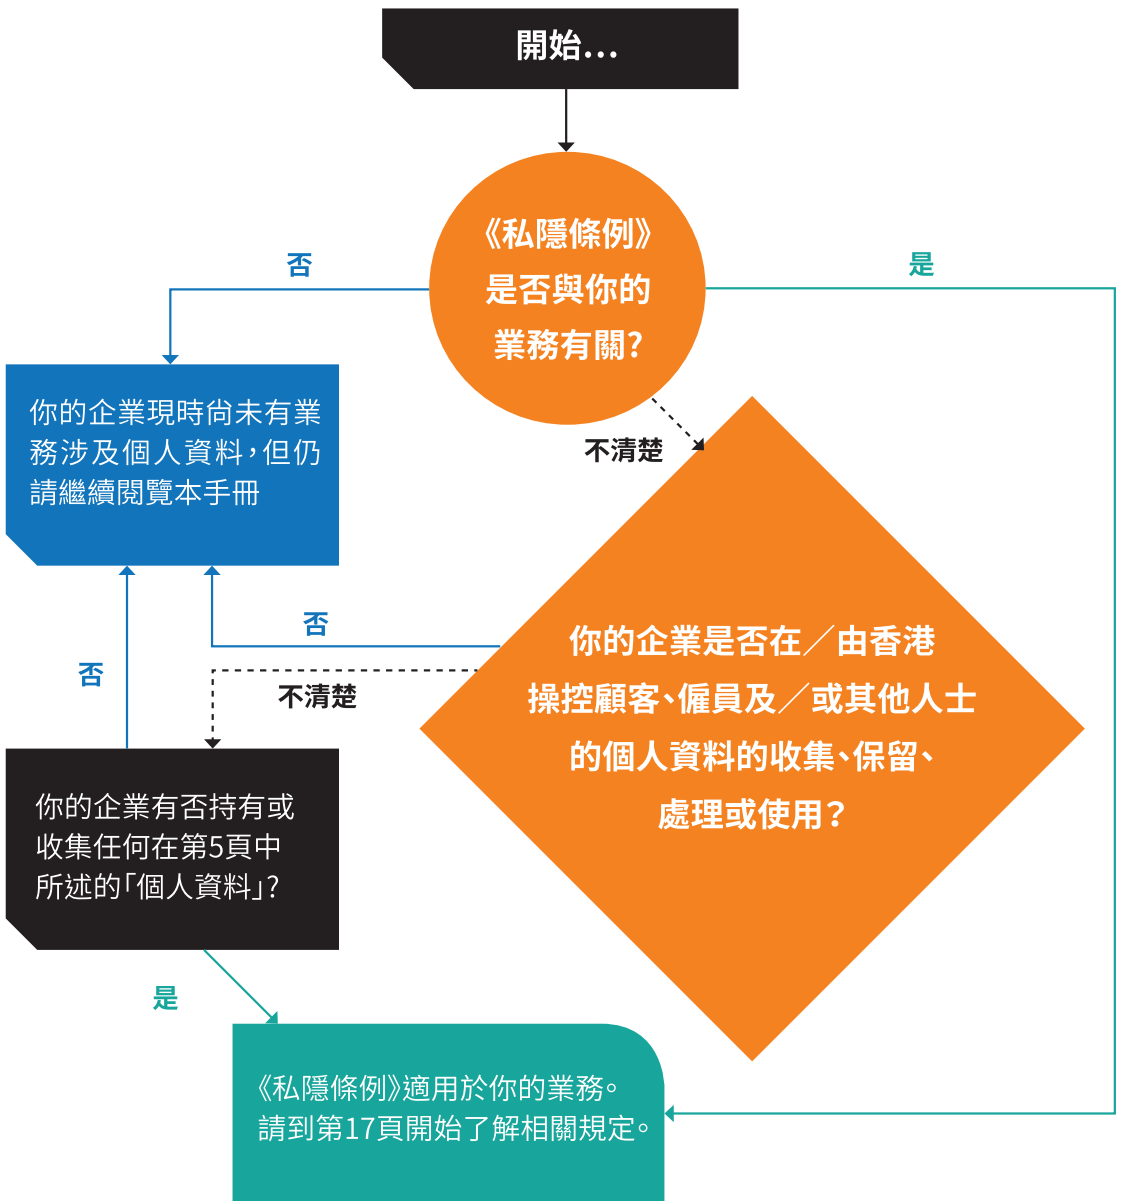 開始...
《私隱條例》
是否與你的
業務有關?
否
是
你的企業現時尚未有業
務涉及個人資料，但仍
請繼續閱覽本手冊
不清楚
你的企業是否在／由香港
操控顧客、僱員及／或其他人士
的個人資料的收集、保留、
處理或使用？
否
不清楚
否
你的企業有否持有或
收集任何在第5頁中
所述的「個人資料」?
是
《私隱條例》適用於你的業務。
請到第17頁開始了解相關規定。